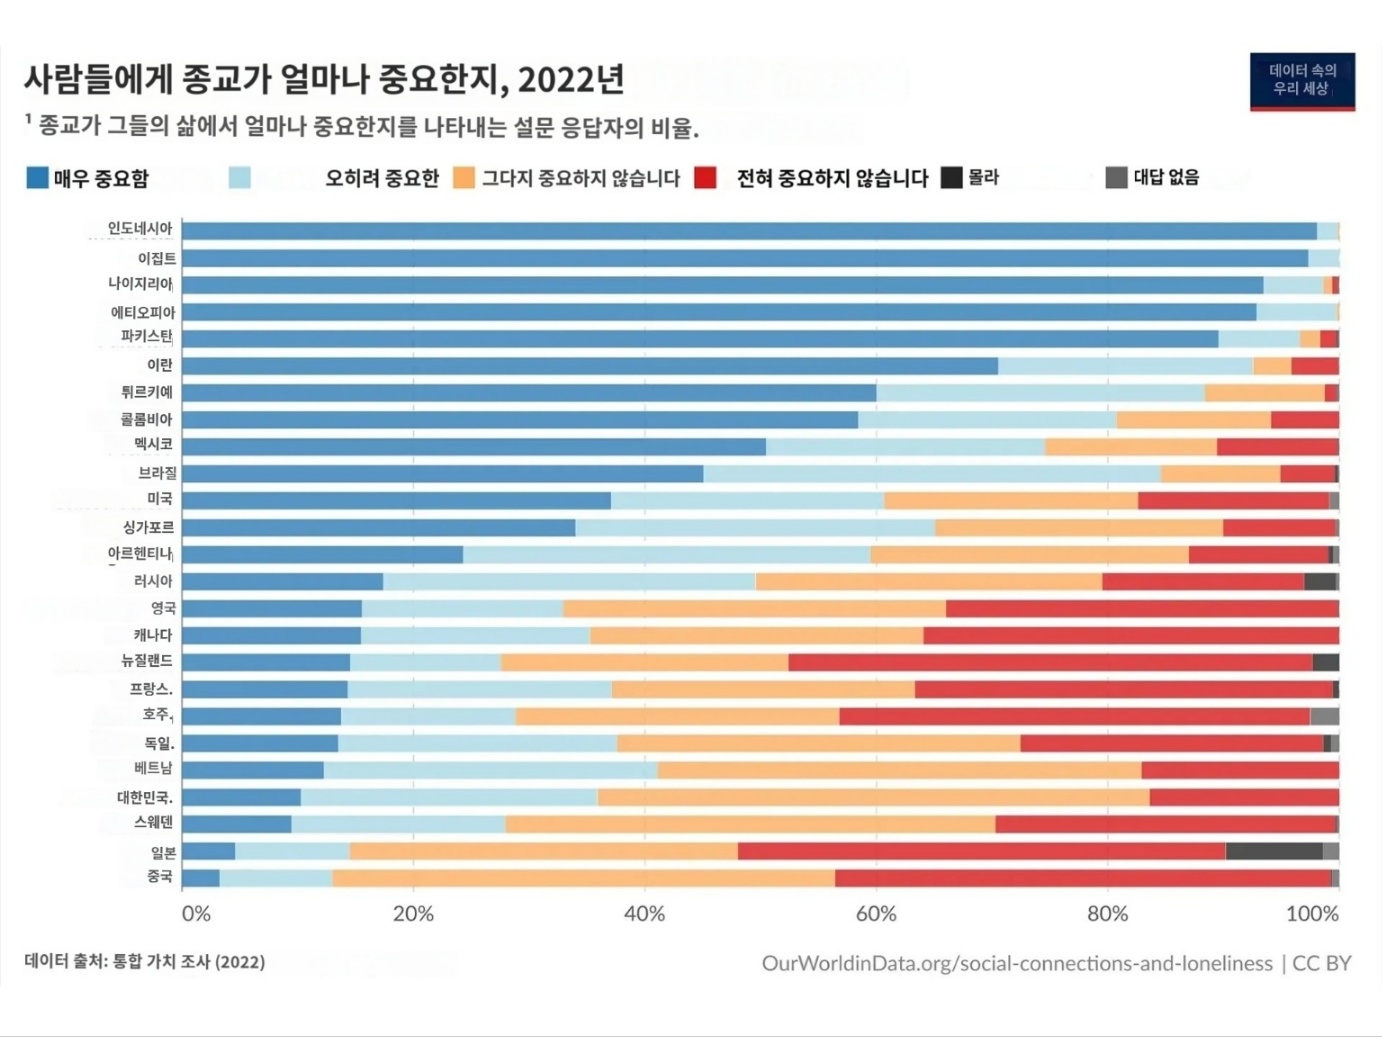 사람들에게 종교가 얼마나 중요한지, 2022년
데이터 속의
우리 세상
¹ 종교가 그들의 삶에서 얼마나 중요한지를 나타내는 설문 응답자의 비율.
매우 중요함 오히려 중요한 그다지 중요하지 않습니다 전혀 중요하지 않습니다 몰라 대답 없음
인도네시아
이집트
나이지리아
에티오피아
파키스탄
이란
튀르키예
콜롬비아
멕시코
브라질
미국
싱가포르
아르헨티나
러시아
영국
캐나다
뉴질랜드
프랑스.
호주,
독일.
베트남
대한민국.
스웨덴
일본
중국
0% 20% 40% 60% 80% 100%
데이터 출처: 통합 가치 조사 (2022)
OurWorldinData.org/social-connections-and-loneliness | CC BY